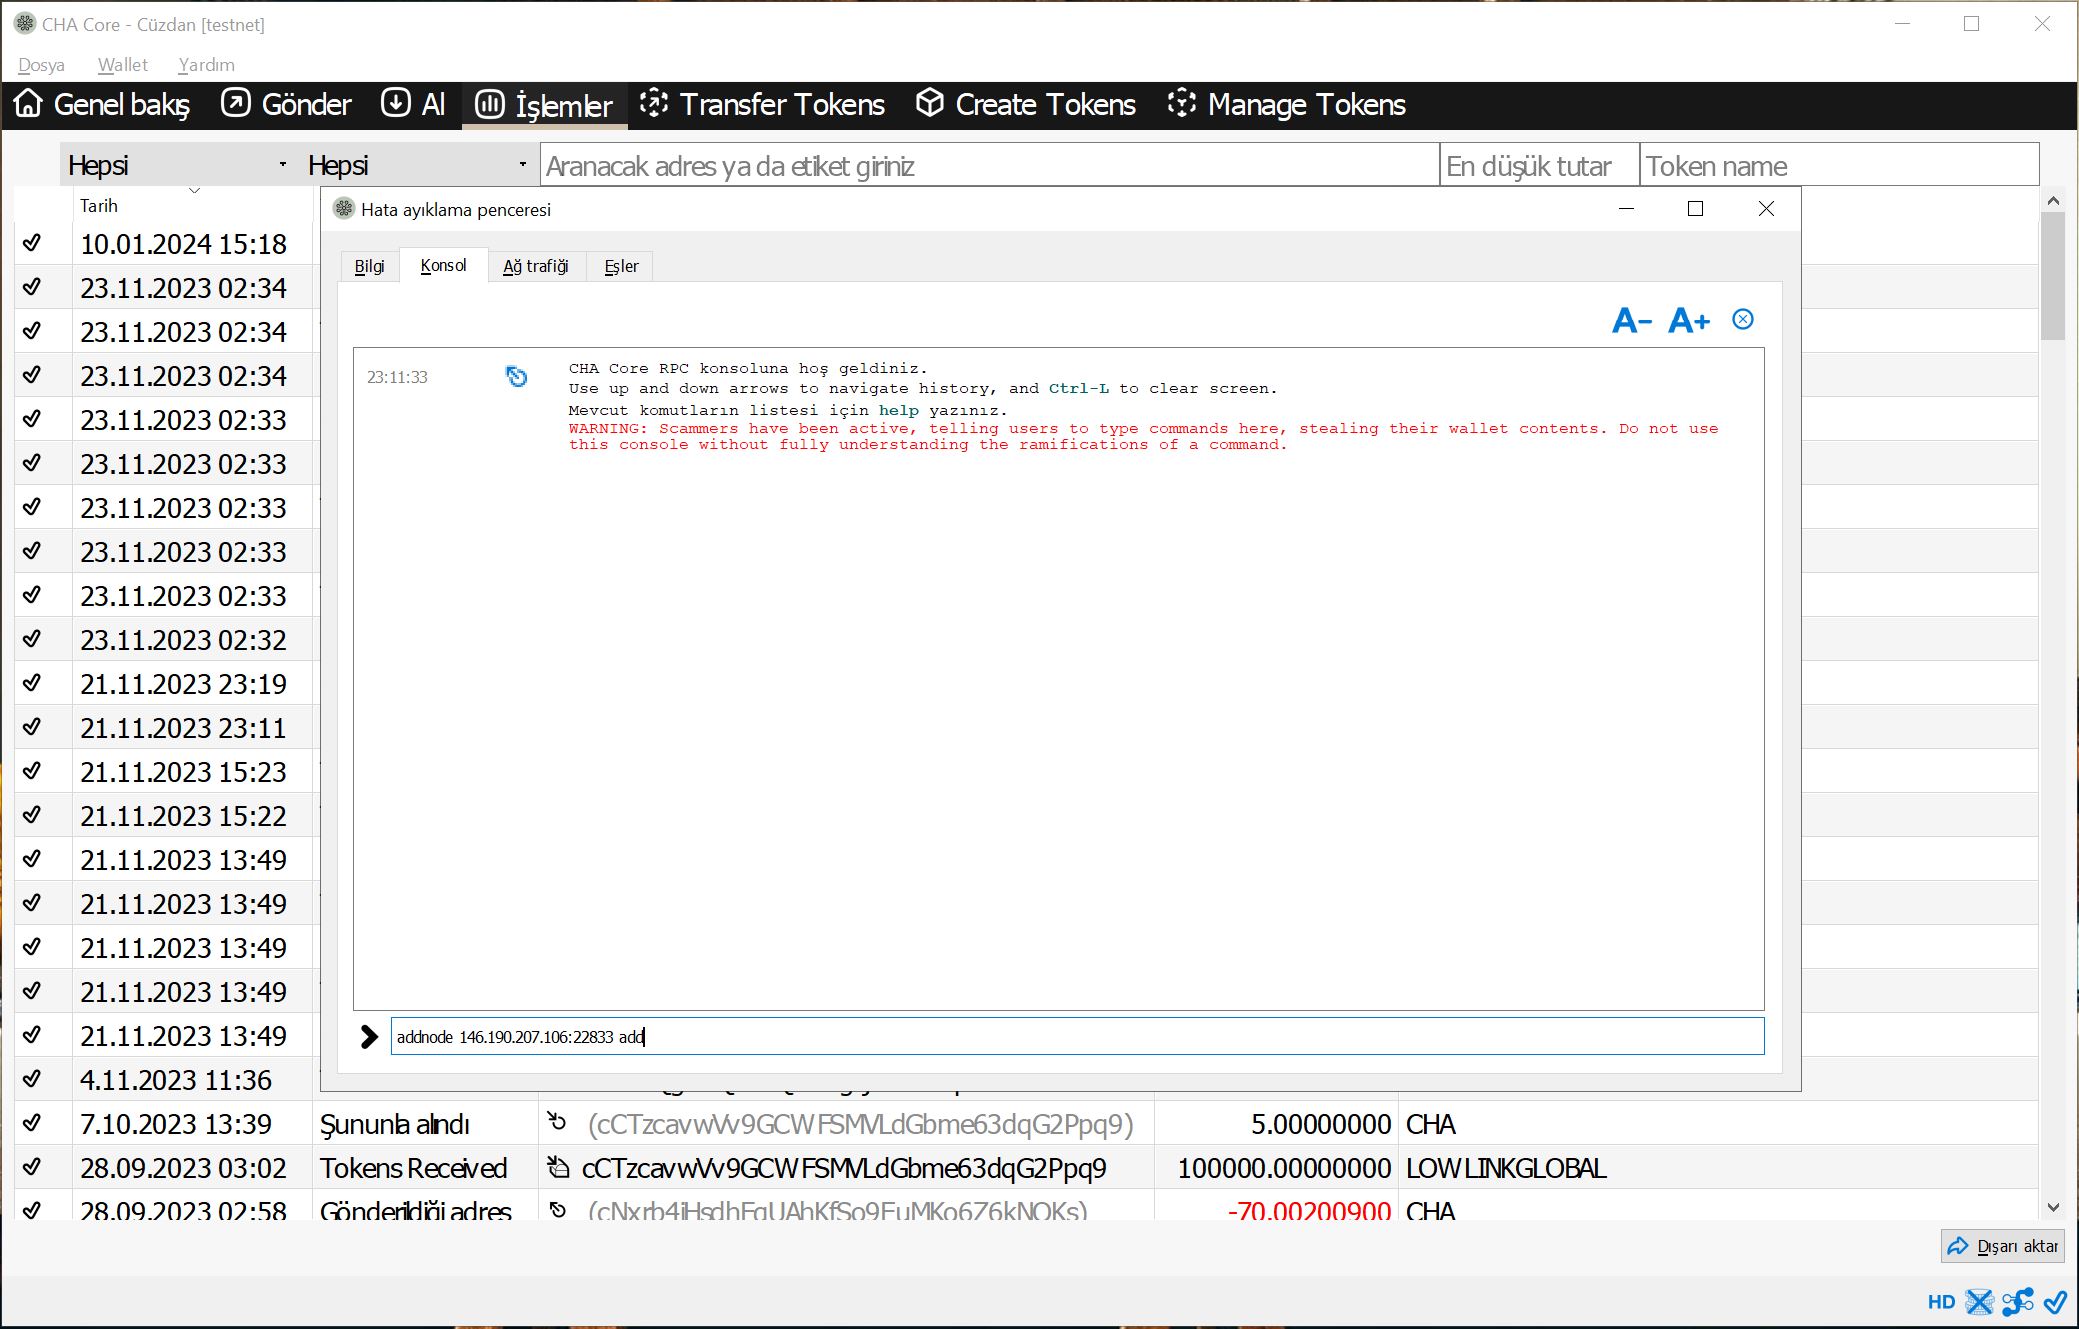 CHA Core - Cüzdan [testnet]
Dosya Wallet Yardım
Genel bakış Gönder Al İşlemler Transfer Tokens Create Tokens Manage Tokens
Hepsi Hepsi Aranacak adres ya da etiket giriniz En düşük tutar Token name
Tarih
10.01.2024 15:18
23.11.2023 02:34
23.11.2023 02:34
23.11.2023 02:34
23.11.2023 02:33
23.11.2023 02:33
23.11.2023 02:33
23.11.2023 02:33
23.11.2023 02:33
23.11.2023 02:32
21.11.2023 23:19
21.11.2023 23:11
21.11.2023 15:23
21.11.2023 15:22
21.11.2023 13:49
21.11.2023 13:49
21.11.2023 13:49
21.11.2023 13:49
21.11.2023 13:49
4.11.2023 11:36
7.10.2023 13:39 Şununla alındı (cCTzcavwVv9GCWFSMVLdGbme63dqG2Ppq9) 5.00000000 CHA
28.09.2023 03:02 Tokens Received cCTzcavwVv9GCWFSMVLdGbme63dqG2Ppq9 100000.00000000 LOWLINKGLOBAL
28.09.2023 02:58 Gönderildiği adres -70.00200900 CHA
Hata ayıklama penceresi
Bilgi Konsol Ağ trafiği Eşler
A- A+
23:11:33
CHA Core RPC konsoluna hoş geldiniz.
Use up and down arrows to navigate history, and Ctrl-L to clear screen.
Mevcut komutların listesi için help yazınız.
WARNING: Scammers have been active, telling users to type commands here, stealing their wallet contents. Do not use
this console without fully understanding the ramifications of a command.
addnode 146.190.207.106:22833 add
Dışarı aktar
HD